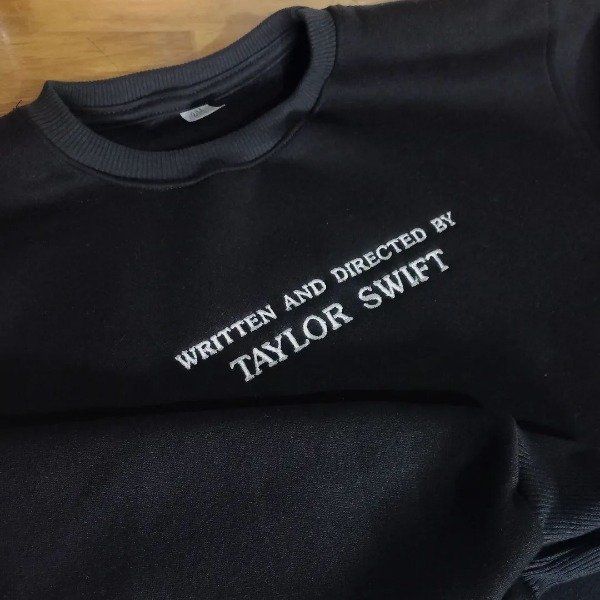 WRITTEN AND DIRECTED BY
TAYLOR SWIFT